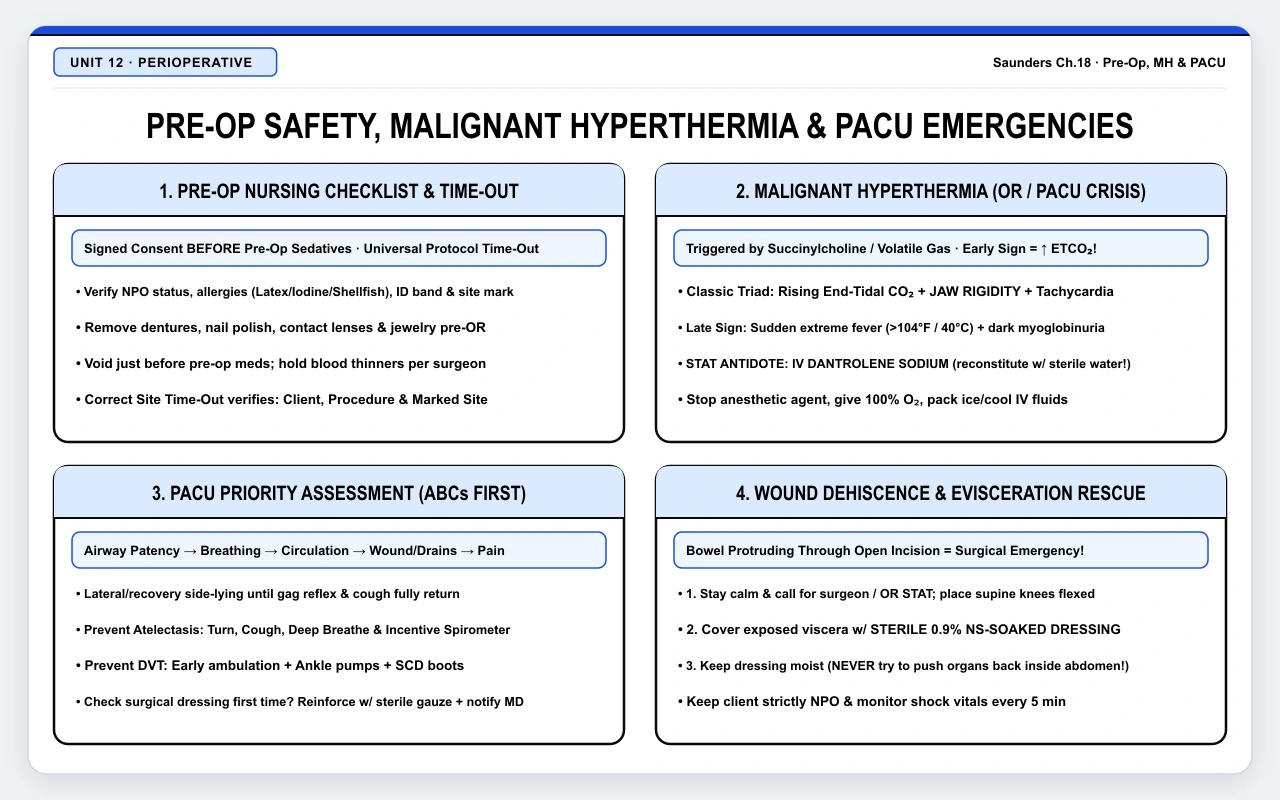 UNIT 12 · PERIOPERATIVE
Saunders Ch.18 · Pre-Op, MH & PACU
PRE-OP SAFETY, MALIGNANT HYPERTHERMIA & PACU EMERGENCIES
1. PRE-OP NURSING CHECKLIST & TIME-OUT
Signed Consent BEFORE Pre-Op Sedatives · Universal Protocol Time-Out
• Verify NPO status, allergies (Latex/Iodine/Shellfish), ID band & site mark
• Remove dentures, nail polish, contact lenses & jewelry pre-OR
• Void just before pre-op meds; hold blood thinners per surgeon
• Correct Site Time-Out verifies: Client, Procedure & Marked Site
2. MALIGNANT HYPERTHERMIA (OR / PACU CRISIS)
Triggered by Succinylcholine / Volatile Gas · Early Sign = ↑ ETCO₂!
• Classic Triad: Rising End-Tidal CO₂ + JAW RIGIDITY + Tachycardia
• Late Sign: Sudden extreme fever (>104°F / 40°C) + dark myoglobinuria
• STAT ANTIDOTE: IV DANTROLENE SODIUM (reconstitute w/ sterile water!)
• Stop anesthetic agent, give 100% O₂, pack ice/cool IV fluids
3. PACU PRIORITY ASSESSMENT (ABCs FIRST)
Airway Patency → Breathing → Circulation → Wound/Drains → Pain
• Lateral/recovery side-lying until gag reflex & cough fully return
• Prevent Atelectasis: Turn, Cough, Deep Breathe & Incentive Spirometer
• Prevent DVT: Early ambulation + Ankle pumps + SCD boots
• Check surgical dressing first time? Reinforce w/ sterile gauze + notify MD
4. WOUND DEHISCENCE & EVISCERATION RESCUE
Bowel Protruding Through Open Incision = Surgical Emergency!
• 1. Stay calm & call for surgeon / OR STAT; place supine knees flexed
• 2. Cover exposed viscera w/ STERILE 0.9% NS-SOAKED DRESSING
• 3. Keep dressing moist (NEVER try to push organs back inside abdomen!)
• Keep client strictly NPO & monitor shock vitals every 5 min